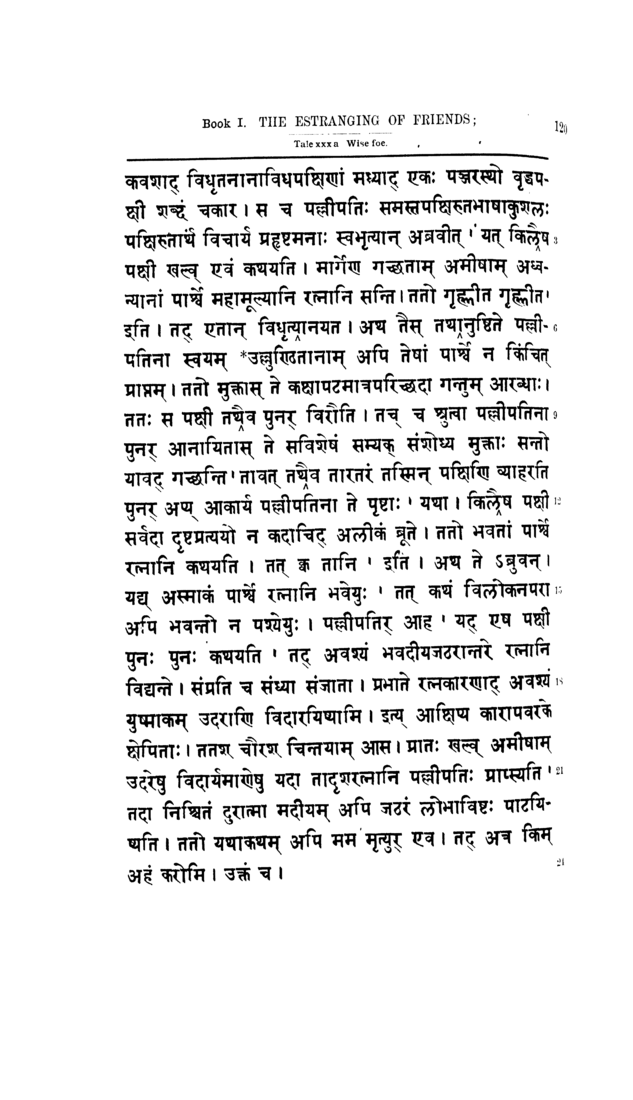 Book I. THE ESTRANGING OF FRIENDS; 129
Tale xxx a Wise foe.
कवशाद् विधृतनानाविधपक्षिणां मध्याद् एकः पञ्जरस्थो वृद्धप-
क्षी शब्दं चकार । स च पल्लीपतिः समस्तपक्षिरुतभाषाकुशलः
पक्षिरुतार्थं विचार्य प्रहृष्टमनाः स्वभृत्यान् अब्रवीत् ' यत् किलैष 3
पक्षी खल्व् एवं कथयति । मार्गेण गच्छताम् अमीषाम् अध्व-
न्यानां पार्श्वे महामूल्यानि रत्नानि सन्ति । ततो गृह्णीत गृह्णीत '
इति । तद् एतान् विधृत्यानयत । अथ तैस् तथानुष्ठिते पल्ली- 6
पतिना स्वयम् *उल्लुण्ठितानाम् अपि तेषां पार्श्वे न किंचित्
प्राप्तम् । ततो मुक्तास् ते कक्षापटमात्रपरिच्छदा गन्तुम् आरब्धाः ।
ततः स पक्षी तथैव पुनर् विरौति । तच् च श्रुत्वा पल्लीपतिना 9
पुनर् आनायितास् ते सविशेषं सम्यक् संशोध्य मुक्ताः सन्तो
यावद् गच्छन्ति ' तावत् तथैव तारतरं तस्मिन् पक्षिणि व्याहरति
पुनर् अप्य् आकार्य पल्लीपतिना ते पृष्टाः ' यथा । किलैष पक्षी 12
सर्वदा दृष्टप्रत्ययो न कदाचिद् अलीकं ब्रूते । ततो भवतां पार्श्वे
रत्नानि कथयति । तत् क्व तानि ' इति । अथ ते ऽब्रुवन् ।
यद्य् अस्माकं पार्श्वे रत्नानि भवेयुः ' तत् कथं विलोकनपरा 15
अपि भवन्तो न पश्येयुः । पल्लीपतिर् आह ' यद् एष पक्षी
पुनः पुनः कथयति ' तद् अवश्यं भवदीयजठरान्तरे रत्नानि
विद्यन्ते । संप्रति च संध्या संजाता । प्रभाते रत्नकारणाद् अवश्यं 18
युष्माकम् उदराणि विदारयिष्यामि । इत्य् आक्षिप्य कारापवरके
क्षेपिताः । ततश् चौरश् चिन्तयाम् आस । प्रातः खल्व् अमीषाम्
उदरेषु विदार्यमाणेषु यदा तादृशरत्नानि पल्लीपतिः प्राप्स्यति ' 21
तदा निश्चितं दुरात्मा मदीयम् अपि जठरं लोभाविष्टः पाटयि-
ष्यति । ततो यथाकथम् अपि मम मृत्युर् एव । तद् अत्र किम्
अहं करोमि । उक्तं च । 24